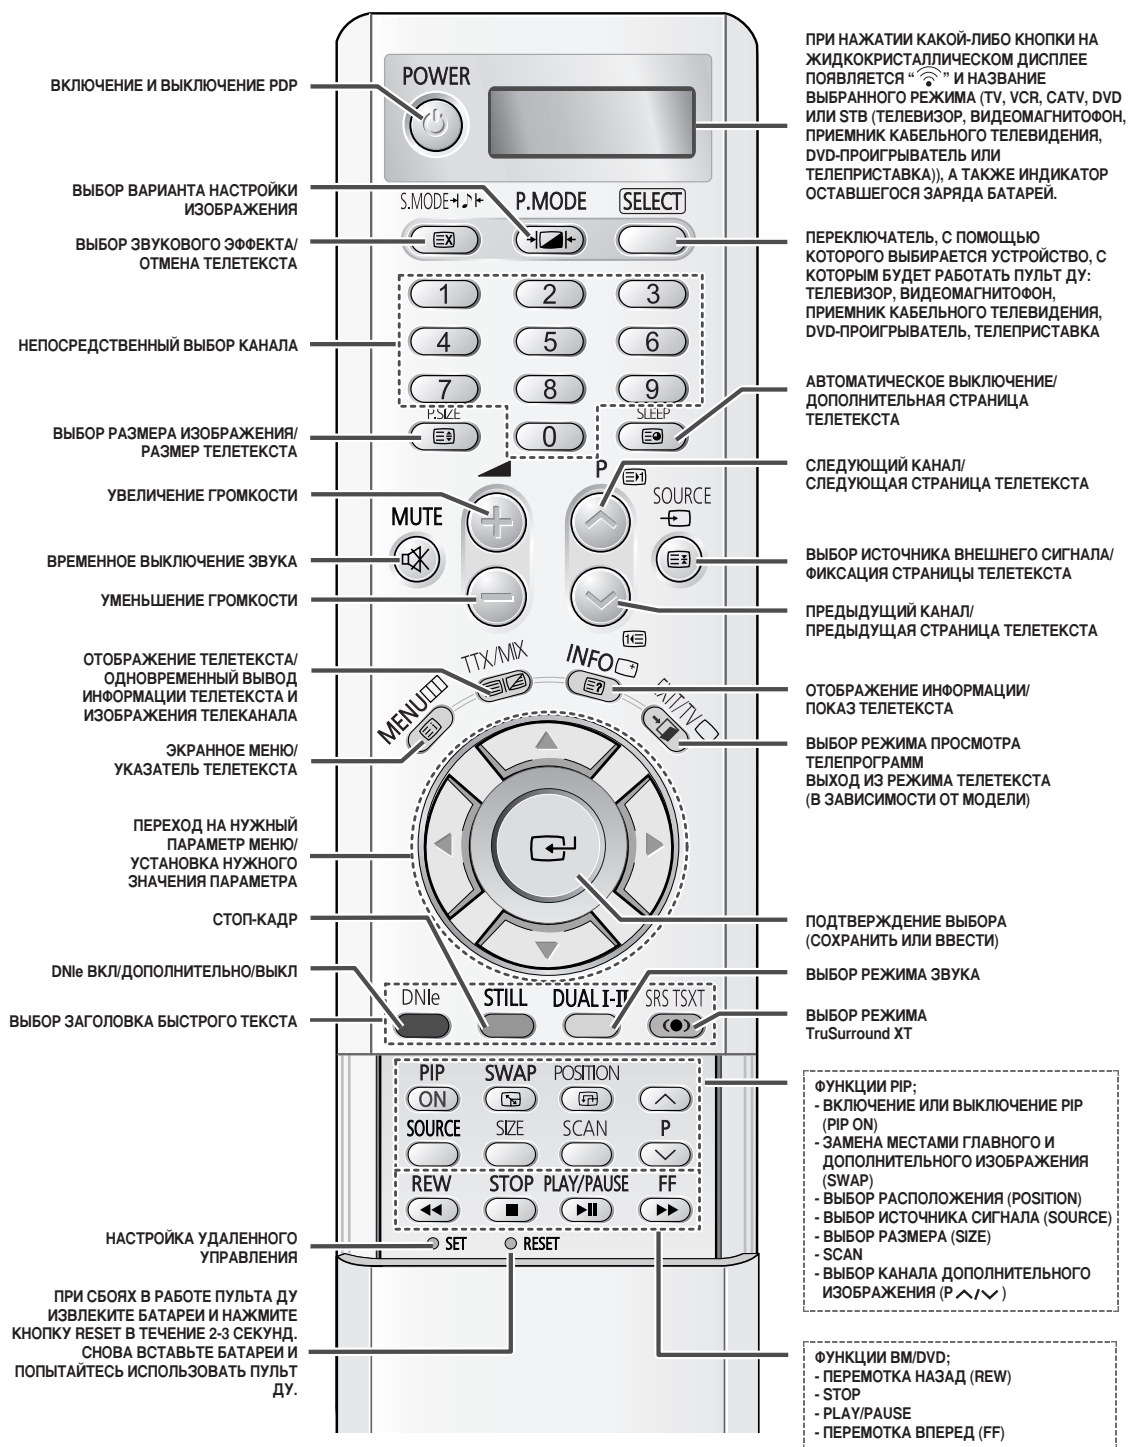 ВКЛЮЧЕНИЕ И ВЫКЛЮЧЕНИЕ PDP
ВЫБОР ВАРИАНТА НАСТРОЙКИ
ИЗОБРАЖЕНИЯ
ВЫБОР ЗВУКОВОГО ЭФФЕКТА/
ОТМЕНА ТЕЛЕТЕКСТА
НЕПОСРЕДСТВЕННЫЙ ВЫБОР КАНАЛА
ВЫБОР РАЗМЕРА ИЗОБРАЖЕНИЯ/
РАЗМЕР ТЕЛЕТЕКСТА
УВЕЛИЧЕНИЕ ГРОМКОСТИ
ВРЕМЕННОЕ ВЫКЛЮЧЕНИЕ ЗВУКА
УМЕНЬШЕНИЕ ГРОМКОСТИ
ОТОБРАЖЕНИЕ ТЕЛЕТЕКСТА/
ОДНОВРЕМЕННЫЙ ВЫВОД
ИНФОРМАЦИИ ТЕЛЕТЕКСТА И
ИЗОБРАЖЕНИЯ ТЕЛЕКАНАЛА
ЭКРАННОЕ МЕНЮ/
УКАЗАТЕЛЬ ТЕЛЕТЕКСТА
ПЕРЕХОД НА НУЖНЫЙ
ПАРАМЕТР МЕНЮ/
УСТАНОВКА НУЖНОГО
ЗНАЧЕНИЯ ПАРАМЕТРА
СТОП-КАДР
DNIe ВКЛ/ДОПОЛНИТЕЛЬНО/ВЫКЛ
ВЫБОР ЗАГОЛОВКА БЫСТРОГО ТЕКСТА
НАСТРОЙКА УДАЛЕННОГО
УПРАВЛЕНИЯ
ПРИ СБОЯХ В РАБОТЕ ПУЛЬТА ДУ
ИЗВЛЕКИТЕ БАТАРЕИ И НАЖМИТЕ
КНОПКУ RESET В ТЕЧЕНИЕ 2-3 СЕКУНД.
СНОВА ВСТАВЬТЕ БАТАРЕИ И
ПОПЫТАЙТЕСЬ ИСПОЛЬЗОВАТЬ ПУЛЬТ
ДУ.
POWER
S.MODE P.MODE SELECT
1 2 3
4 5 6
7 8 9
P.SIZE SLEEP
0
P
SOURCE
MUTE
TTX/MIX
INFO
MENU
EXIT/TV
DNIe STILL DUAL I-II SRS TSXT
PIP SWAP POSITION
ON
SOURCE SIZE SCAN P
REW STOP PLAY/PAUSE FF
SET RESET
ПРИ НАЖАТИИ КАКОЙ-ЛИБО КНОПКИ НА
ЖИДКОКРИСТАЛЛИЧЕСКОМ ДИСПЛЕЕ
ПОЯВЛЯЕТСЯ “ ” И НАЗВАНИЕ
ВЫБРАННОГО РЕЖИМА (TV, VCR, CATV, DVD
ИЛИ STB (ТЕЛЕВИЗОР, ВИДЕОМАГНИТОФОН,
ПРИЕМНИК КАБЕЛЬНОГО ТЕЛЕВИДЕНИЯ,
DVD-ПРОИГРЫВАТЕЛЬ ИЛИ
ТЕЛЕПРИСТАВКА)), А ТАКЖЕ ИНДИКАТОР
ОСТАВШЕГОСЯ ЗАРЯДА БАТАРЕЙ.
ПЕРЕКЛЮЧАТЕЛЬ, С ПОМОЩЬЮ
КОТОРОГО ВЫБИРАЕТСЯ УСТРОЙСТВО, С
КОТОРЫМ БУДЕТ РАБОТАТЬ ПУЛЬТ ДУ:
ТЕЛЕВИЗОР, ВИДЕОМАГНИТОФОН,
ПРИЕМНИК КАБЕЛЬНОГО ТЕЛЕВИДЕНИЯ,
DVD-ПРОИГРЫВАТЕЛЬ, ТЕЛЕПРИСТАВКА
АВТОМАТИЧЕСКОЕ ВЫКЛЮЧЕНИЕ/
ДОПОЛНИТЕЛЬНАЯ СТРАНИЦА
ТЕЛЕТЕКСТА
СЛЕДУЮЩИЙ КАНАЛ/
СЛЕДУЮЩАЯ СТРАНИЦА ТЕЛЕТЕКСТА
ВЫБОР ИСТОЧНИКА ВНЕШНЕГО СИГНАЛА/
ФИКСАЦИЯ СТРАНИЦЫ ТЕЛЕТЕКСТА
ПРЕДЫДУЩИЙ КАНАЛ/
ПРЕДЫДУЩАЯ СТРАНИЦА ТЕЛЕТЕКСТА
ОТОБРАЖЕНИЕ ИНФОРМАЦИИ/
ПОКАЗ ТЕЛЕТЕКСТА
ВЫБОР РЕЖИМА ПРОСМОТРА
ТЕЛЕПРОГРАММ
ВЫХОД ИЗ РЕЖИМА ТЕЛЕТЕКСТА
(В ЗАВИСИМОСТИ ОТ МОДЕЛИ)
ПОДТВЕРЖДЕНИЕ ВЫБОРА
(СОХРАНИТЬ ИЛИ ВВЕСТИ)
ВЫБОР РЕЖИМА ЗВУКА
ВЫБОР РЕЖИМА
TruSurround XT
ФУНКЦИИ PIP;
- ВКЛЮЧЕНИЕ ИЛИ ВЫКЛЮЧЕНИЕ PIP
(PIP ON)
- ЗАМЕНА МЕСТАМИ ГЛАВНОГО И
ДОПОЛНИТЕЛЬНОГО ИЗОБРАЖЕНИЯ
(SWAP)
- ВЫБОР РАСПОЛОЖЕНИЯ (POSITION)
- ВЫБОР ИСТОЧНИКА СИГНАЛА (SOURCE)
- ВЫБОР РАЗМЕРА (SIZE)
- SCAN
- ВЫБОР КАНАЛА ДОПОЛНИТЕЛЬНОГО
ИЗОБРАЖЕНИЯ (P / )
ФУНКЦИИ ВМ/DVD;
- ПЕРЕМОТКА НАЗАД (REW)
- STOP
- PLAY/PAUSE
- ПЕРЕМОТКА ВПЕРЕД (FF)